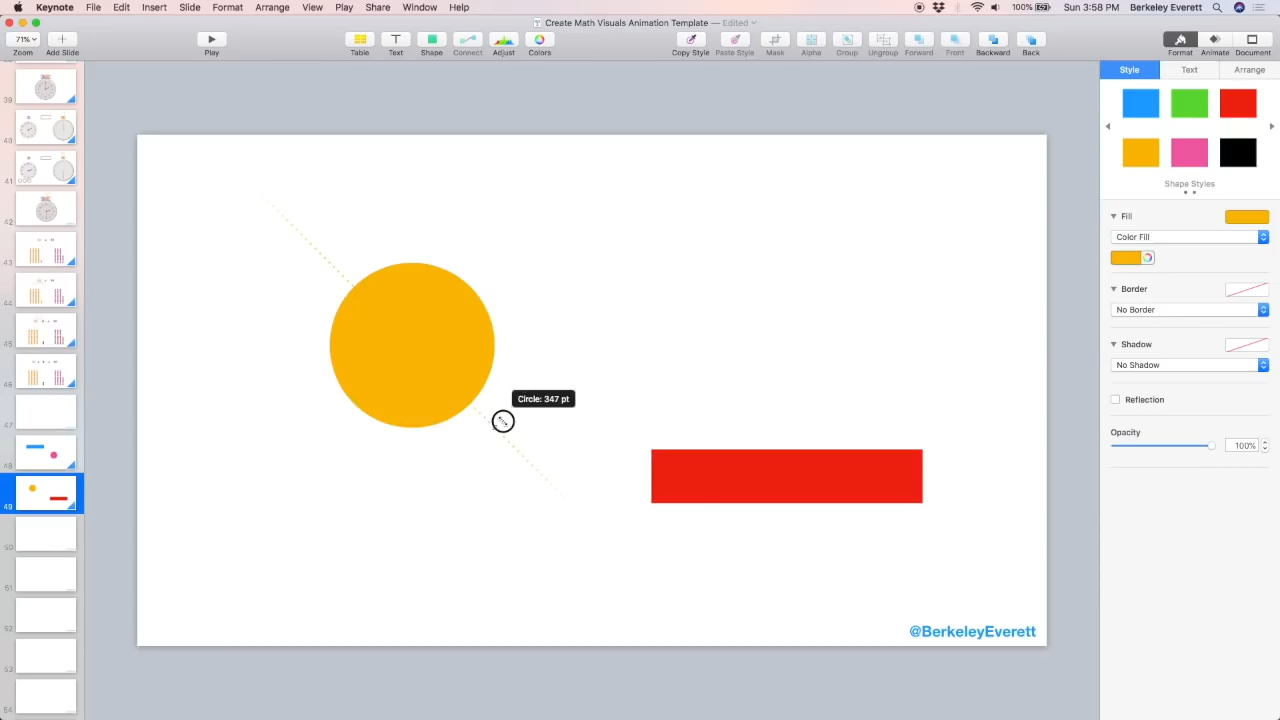 Keynote File Edit Insert Slide Format Arrange View Play Share Window Help 100% Sun 3:58 PM Berkeley Everett
Create Math Visuals Animation Template — Edited
71%
Zoom Add Slide Play Table Text Shape Connect Adjust Colors Copy Style Paste Style Mask Alpha Group Ungroup Forward Front Backward Back Format Animate Document
Style Text Arrange
Shape Styles
Fill
Color Fill
Border
No Border
Shadow
No Shadow
Reflection
Opacity
100%
Circle: 347 pt
@BerkeleyEverett
39
40
41
42
43
44
45
46
47
48
49
50
51
52
53
54